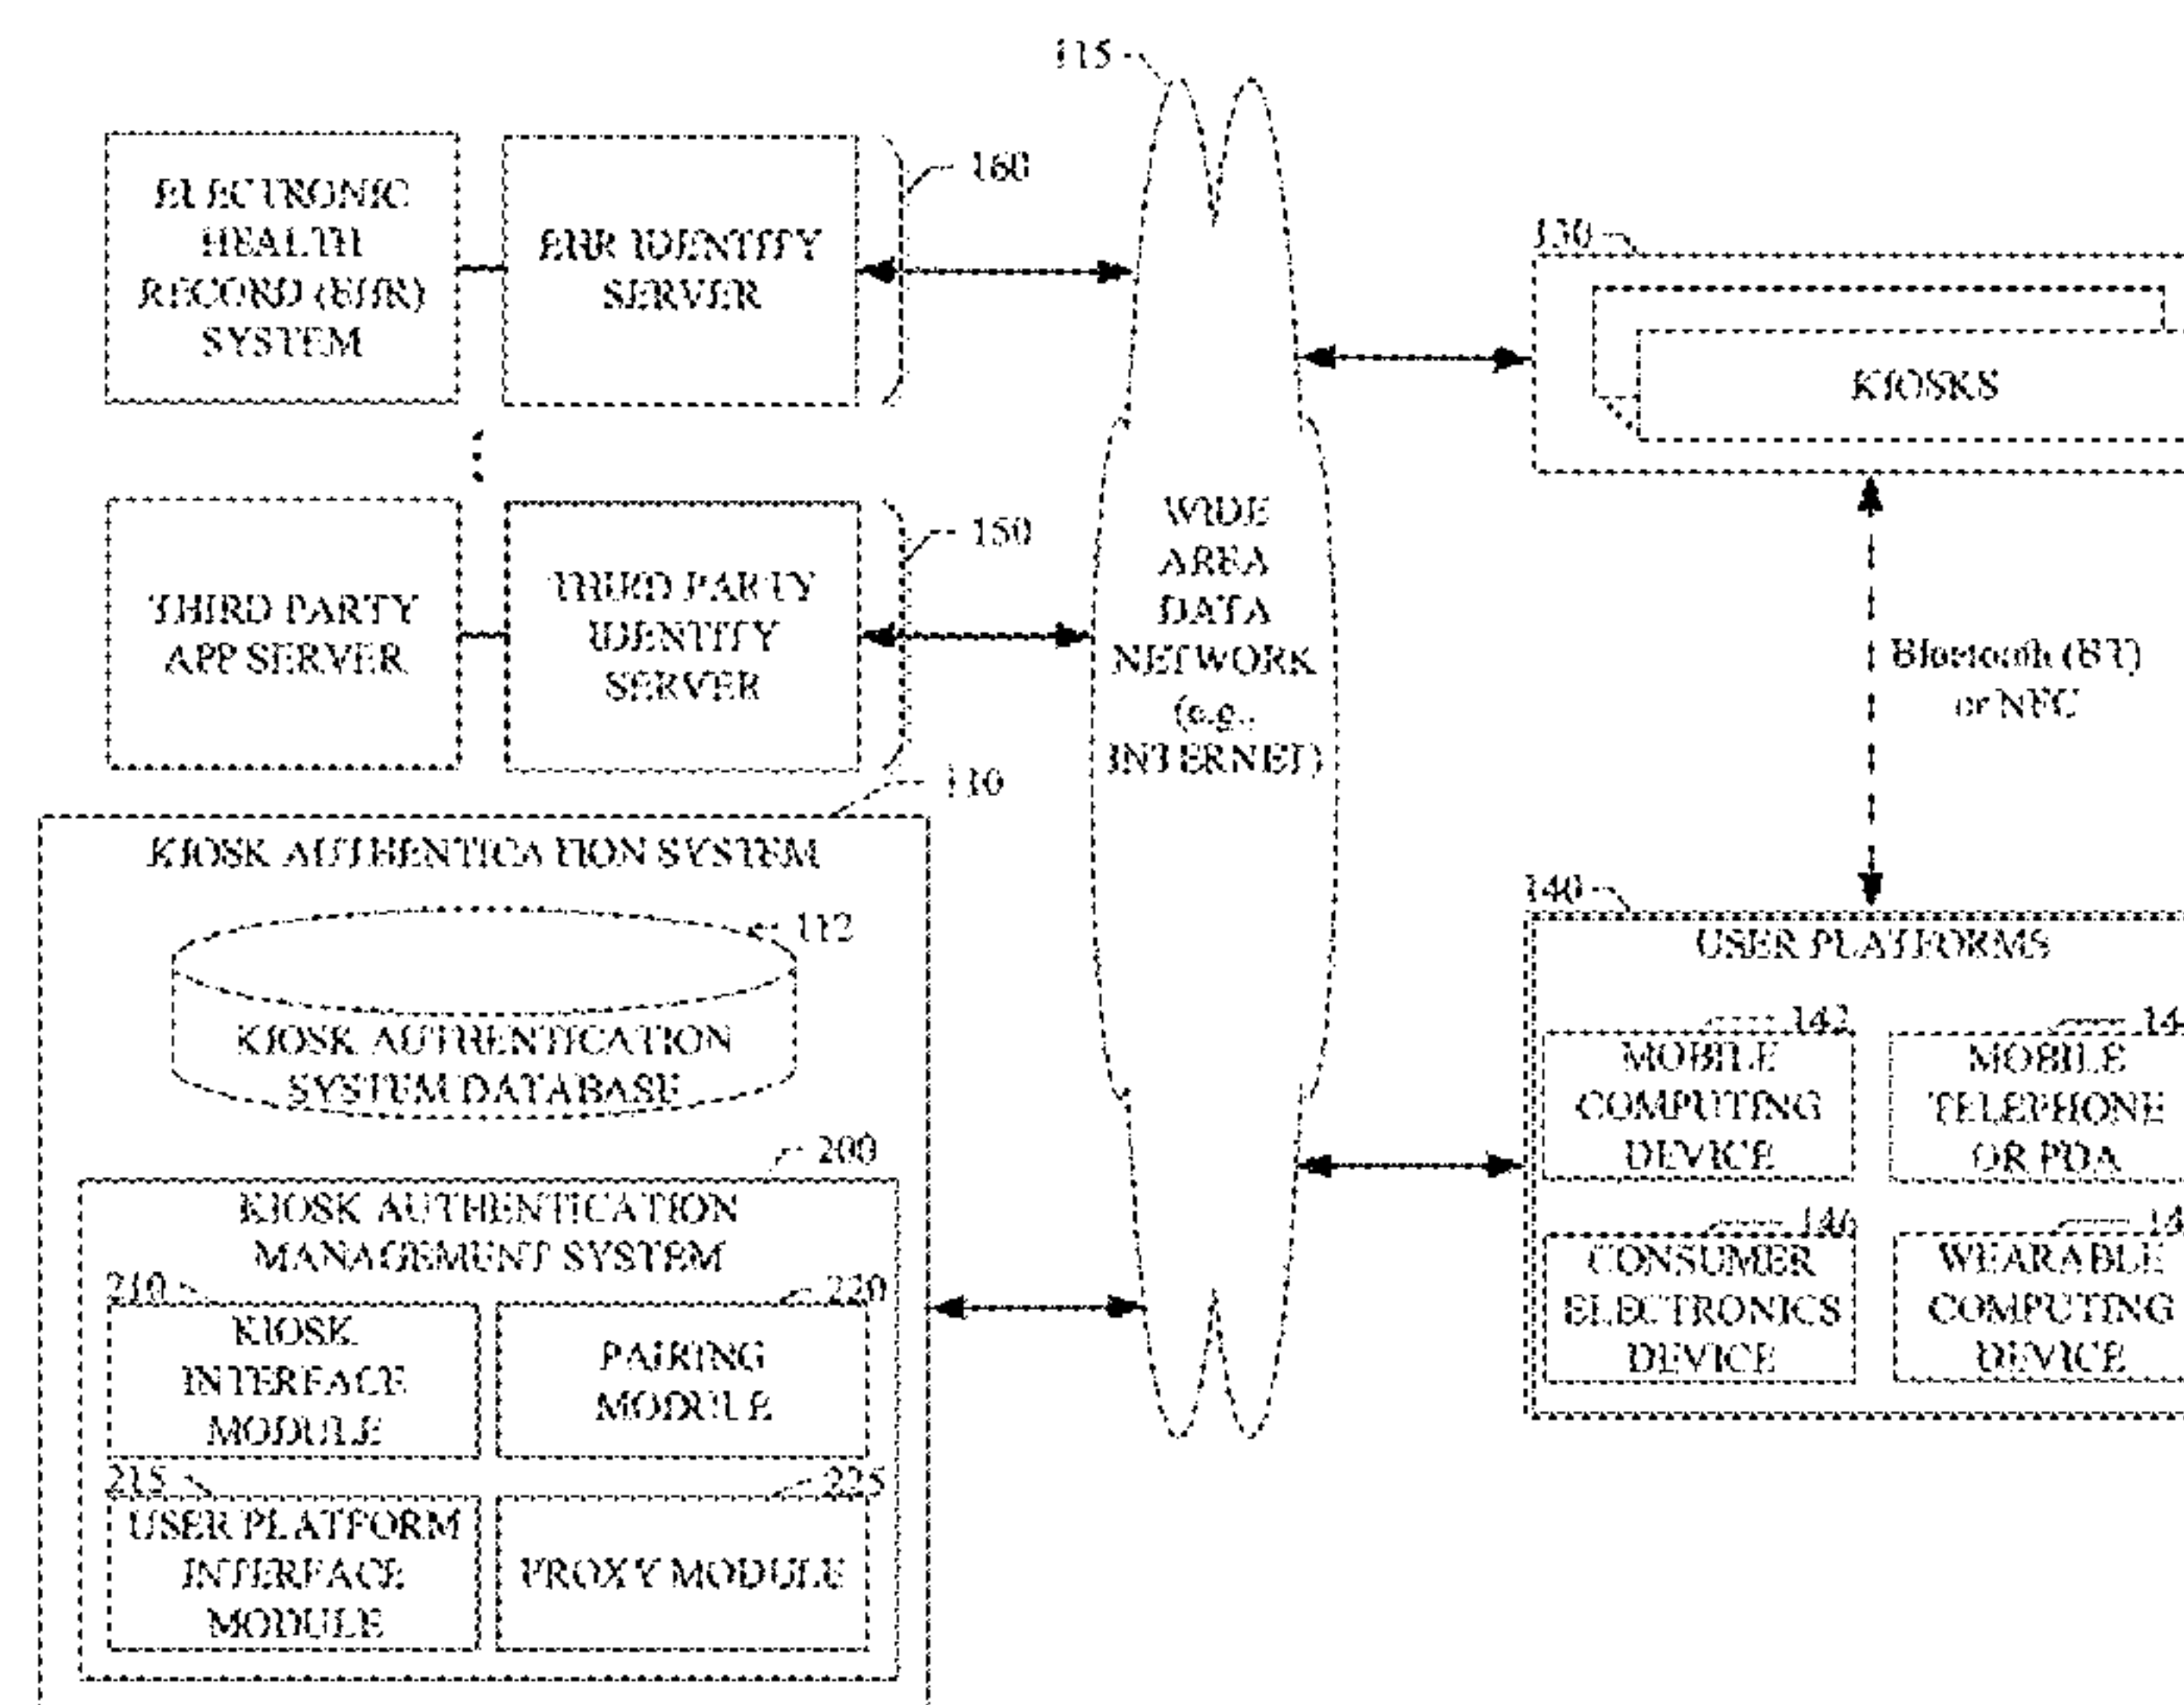 115
160
ELECTRONIC
HEALTH
RECORD (EHR)
SYSTEM
EHR IDENTITY
SERVER
130
KIOSKS
150
THIRD PARTY
APP SERVER
THIRD PARTY
IDENTITY
SERVER
WIDE
AREA
DATA
NETWORK
(e.g.,
INTERNET)
Bluetooth (BT)
or NFC
110
KIOSK AUTHENTICATION SYSTEM
112
KIOSK AUTHENTICATION
SYSTEM DATABASE
140
USER PLATFORMS
142
MOBILE
COMPUTING
DEVICE
MOBILE
TELEPHONE
OR PDA
146
CONSUMER
ELECTRONICS
DEVICE
WEARABLE
COMPUTING
DEVICE
200
KIOSK AUTHENTICATION
MANAGEMENT SYSTEM
210
KIOSK
INTERFACE
MODULE
220
PAIRING
MODULE
215
USER PLATFORM
INTERFACE
MODULE
225
PROXY MODULE